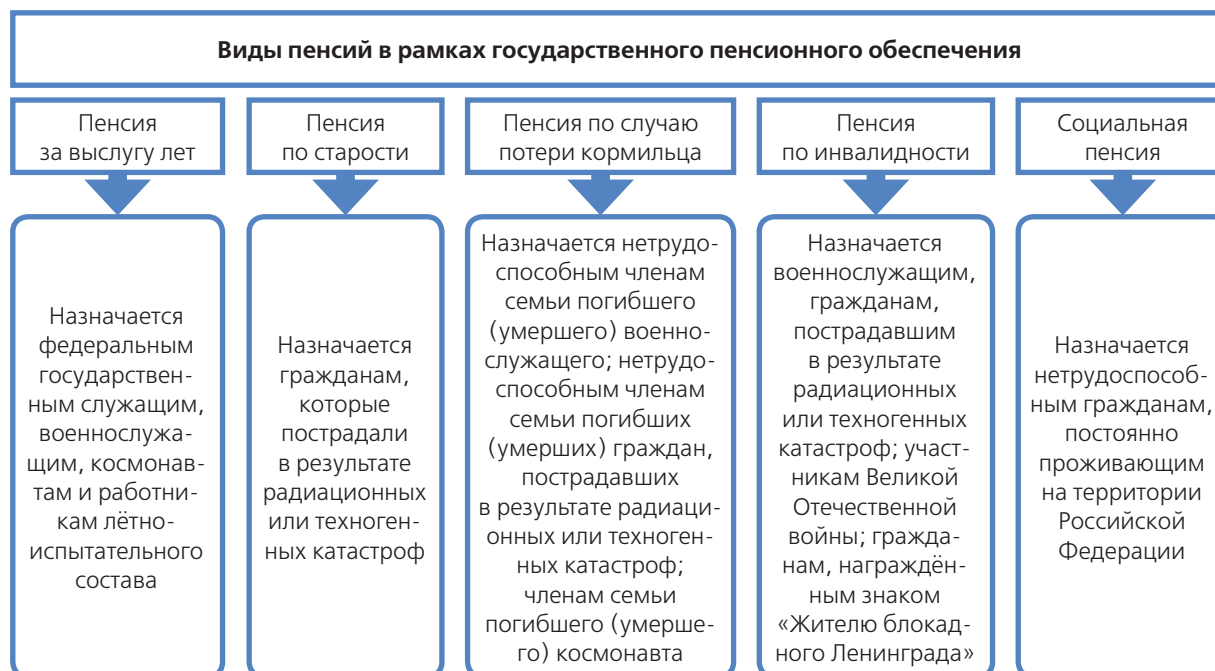 Виды пенсий в рамках государственного пенсионного обеспечения
Пенсия
за выслугу лет
Пенсия
по старости
Пенсия по случаю
потери кормильца
Пенсия
по инвалидности
Социальная
пенсия
Назначается
федеральным
государствен-
ным служащим,
военнослужа-
щим, космонав-
там и работни-
кам лётно-
испытательного
состава
Назначается
гражданам,
которые
пострадали
в результате
радиационных
или техноген-
ных катастроф
Назначается нетрудо-
способным членам
семьи погибшего
(умершего) военно-
служащего; нетрудо-
способным членам
семьи погибших
(умерших) граждан,
пострадавших
в результате радиаци-
онных или техноген-
ных катастроф;
членам семьи
погибшего (умерше-
го) космонавта
Назначается
военнослужащим,
гражданам,
пострадавшим
в результате
радиационных
или техногенных
катастроф; участ-
никам Великой
Отечественной
войны; гражда-
нам, награждён-
ным знаком
«Жителю блокад-
ного Ленинграда»
Назначается
нетрудоспособ-
ным гражданам,
постоянно
проживающим
на территории
Российской
Федерации